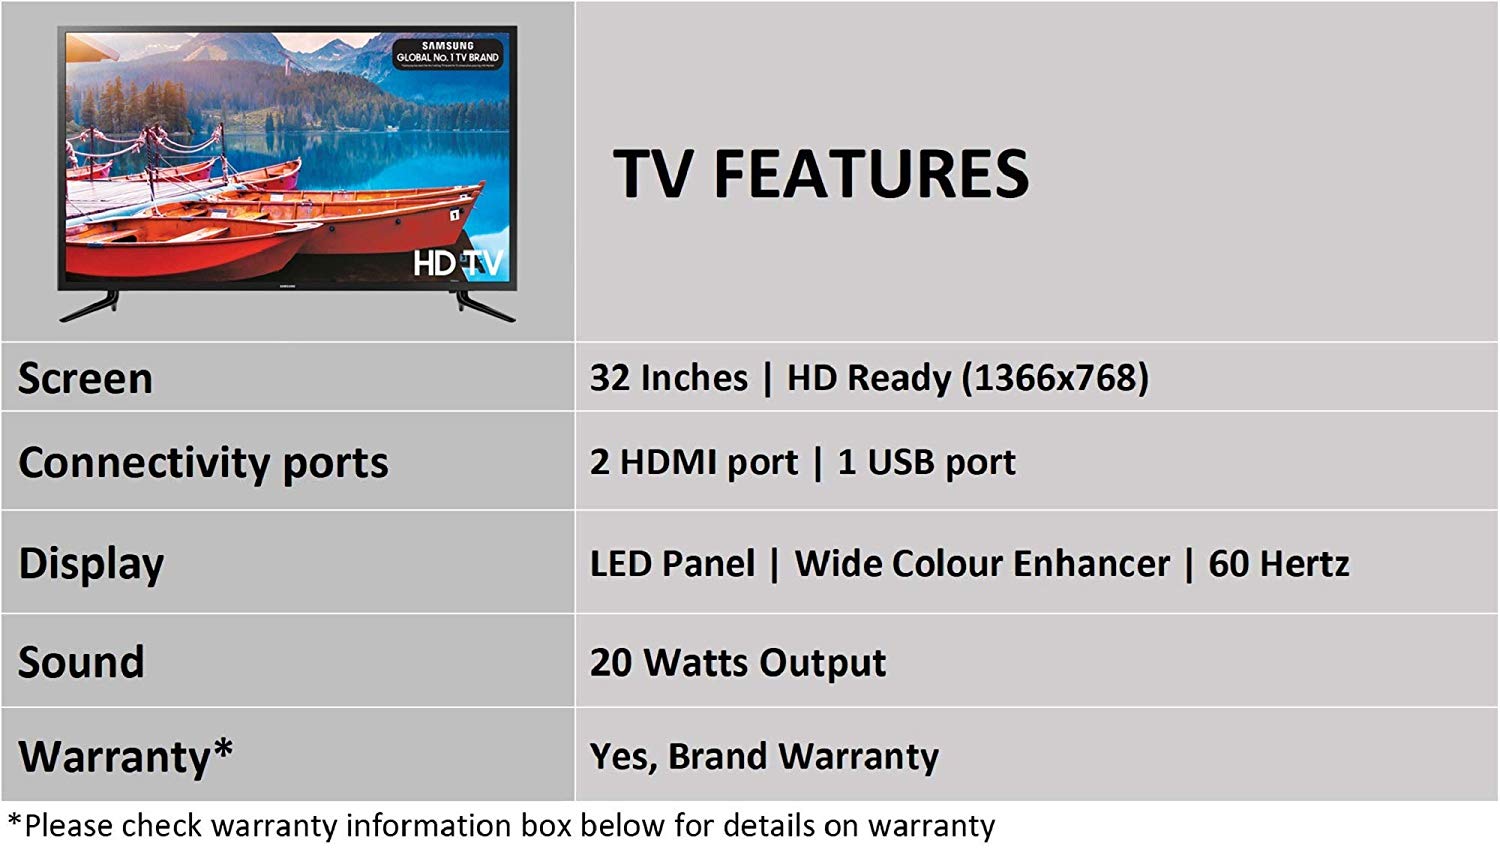 SAMSUNG
GLOBAL No. 1 TV BRAND
1
HD TV
SAMSUNG
TV FEATURES
Screen
32 Inches | HD Ready (1366x768)
Connectivity ports
2 HDMI port | 1 USB port
Display
LED Panel | Wide Colour Enhancer | 60 Hertz
Sound
20 Watts Output
Warranty*
Yes, Brand Warranty
*Please check warranty information box below for details on warranty